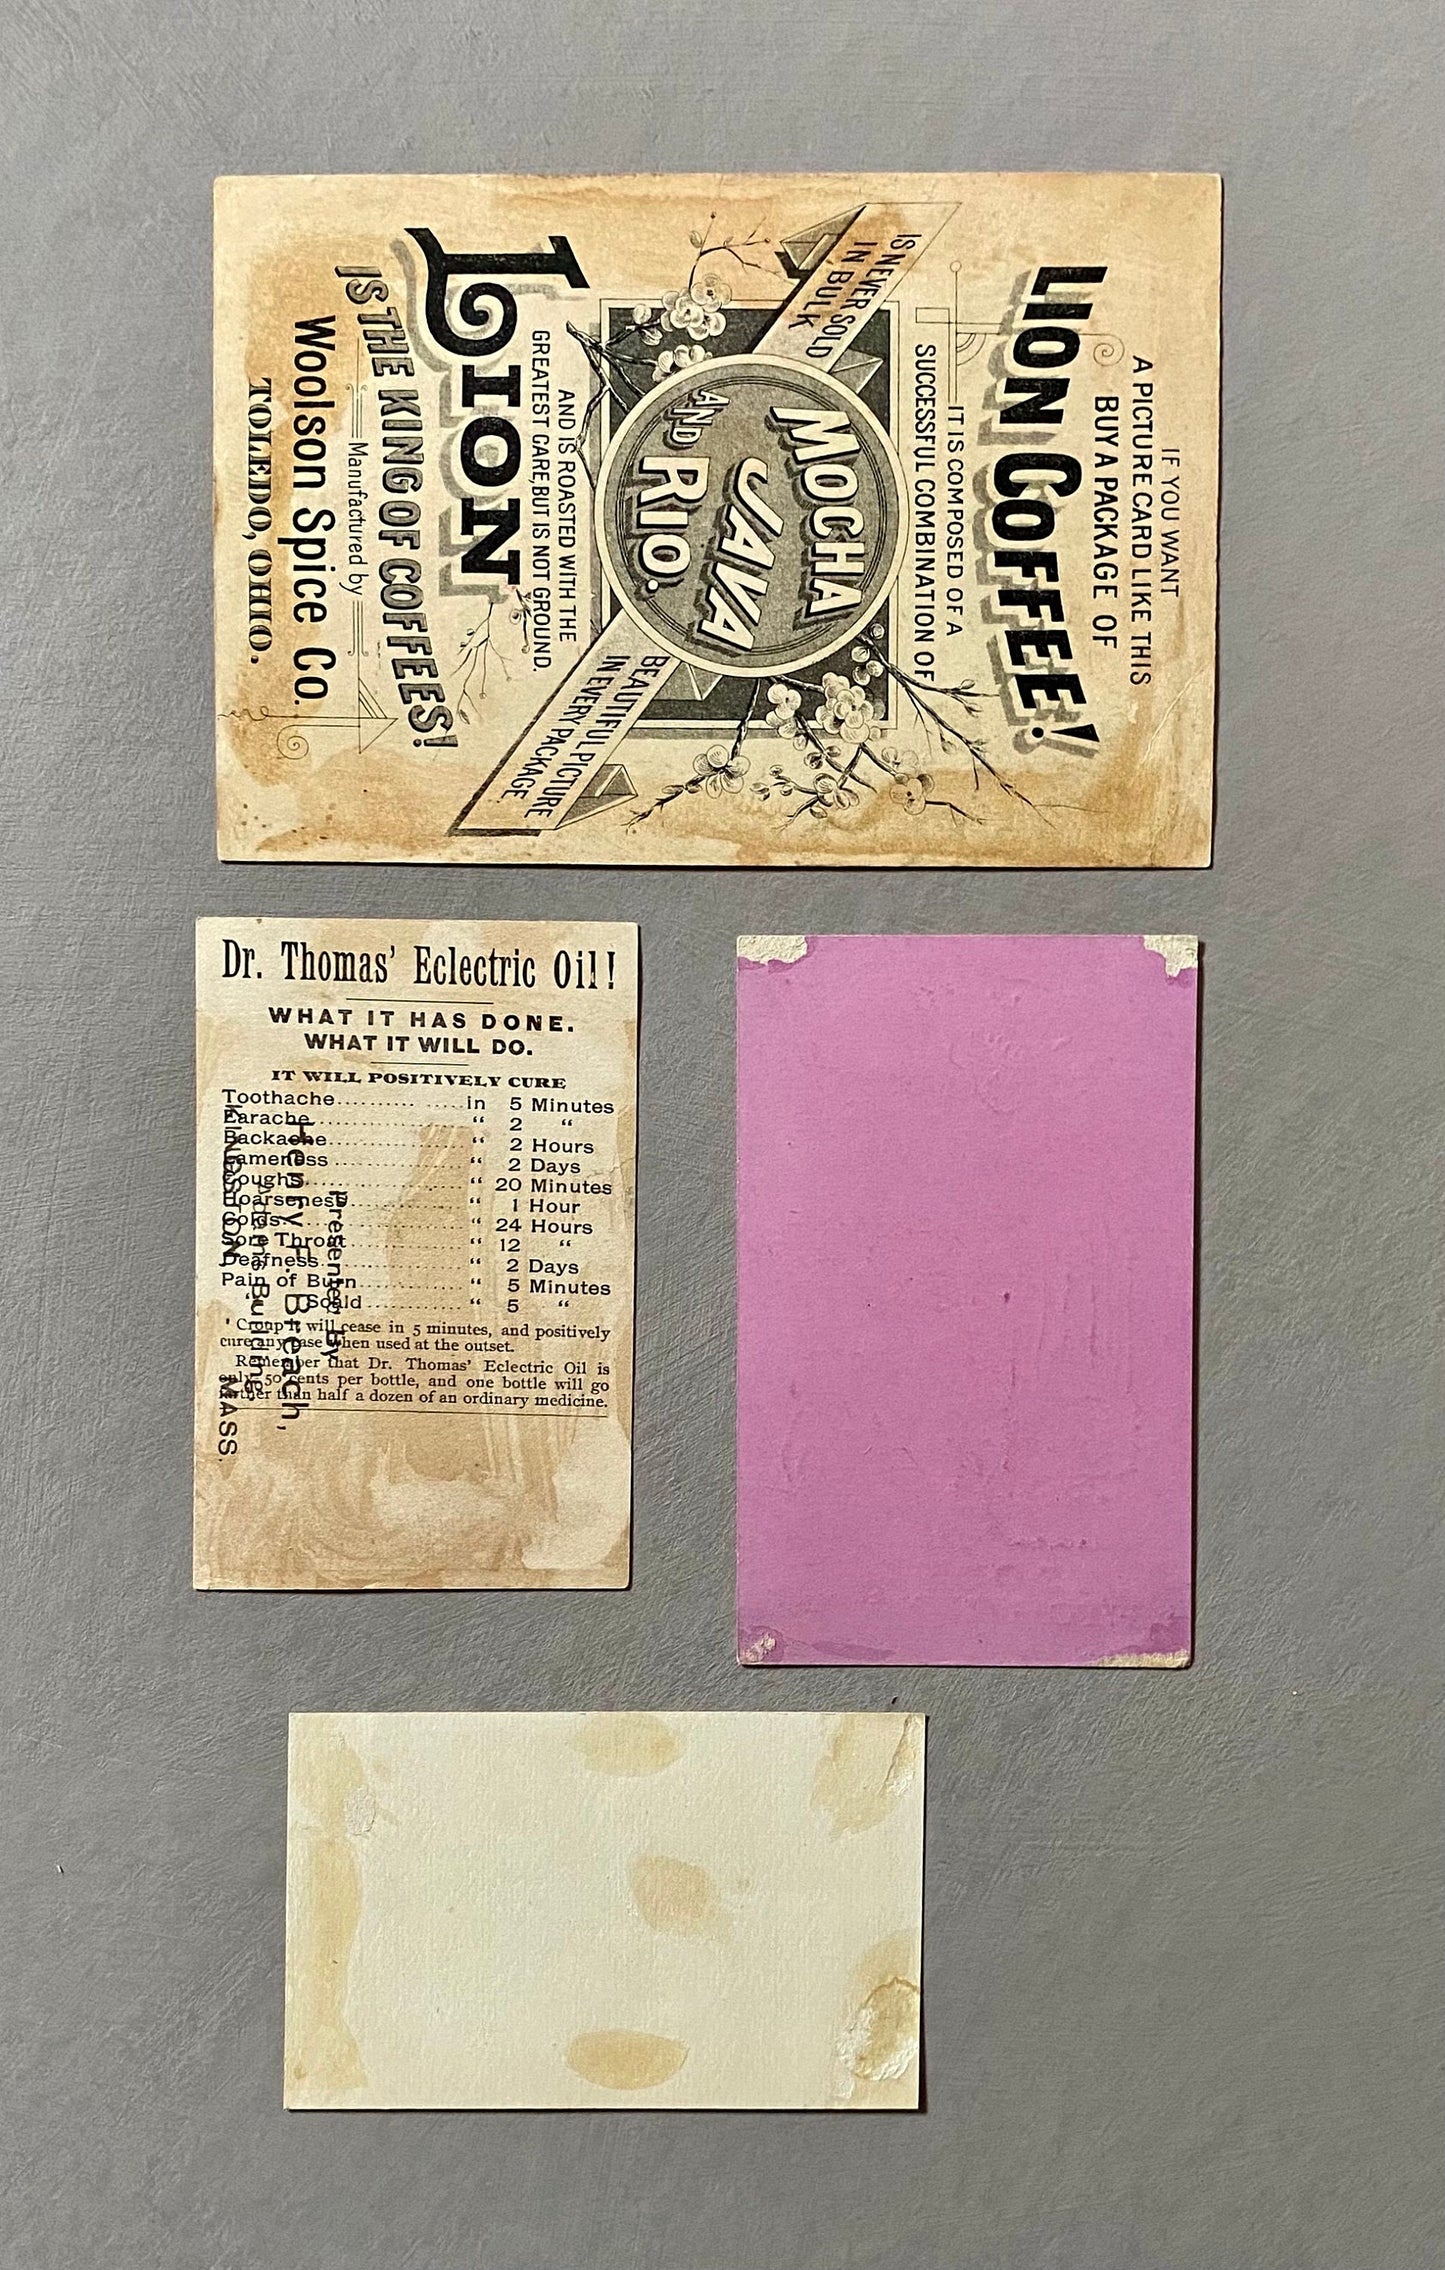 IF YOU WANT
A PICTURE CARD LIKE THIS
BUY A PACKAGE OF
LION COFFEE!
IT IS COMPOSED OF A
SUCCESSFUL COMBINATION OF
IS NEVER SOLD
IN BULK
MOCHA
JAVA
AND RIO.
BEAUTIFUL PICTURE
IN EVERY PACKAGE.
AND IS ROASTED WITH THE
GREATEST CARE, BUT IS NOT GROUND.
LION
IS THE KING OF COFFEES!
Manufactured by
Woolson Spice Co.
TOLEDO, OHIO.
Dr. Thomas' Eclectric Oil!
WHAT IT HAS DONE.
WHAT IT WILL DO.
IT WILL POSITIVELY CURE
Toothache.......... .....in 5 Minutes
Earache...................“ 2 “
Backache..................“ 2 Hours
Lameness..................“ 2 Days
Coughs....................“ 20 Minutes
Hoarseness................“ 1 Hour
Colds.....................“ 24 Hours
Sore Throat...............“ 12 “
Deafness..................“ 2 Days
Pain of Burn..............“ 5 Minutes
“ Scald..............“ 5 “
Croup it will cease in 5 minutes, and positively
cure any case when used at the outset.
Remember that Dr. Thomas' Eclectric Oil is
only 50 cents per bottle, and one bottle will go
farther than half a dozen of an ordinary medicine.
Presented by
Henry F. Breach,
Adams Building,
KINGSTON, MASS.